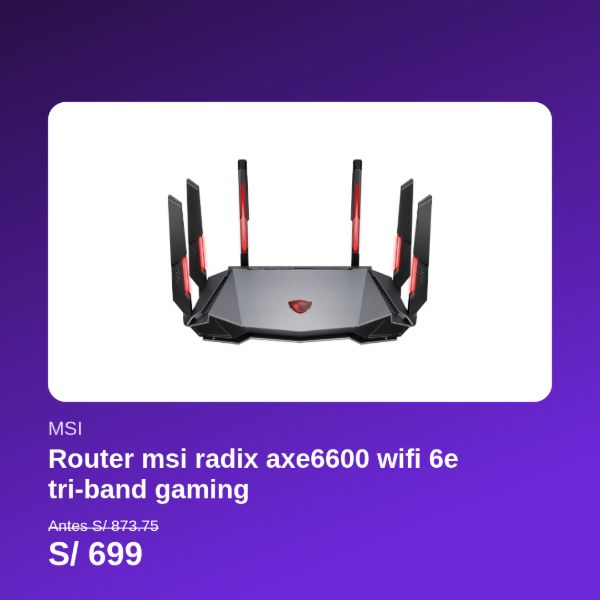 MSI
Router msi radix axe6600 wifi 6e
tri-band gaming
Antes S/ 873.75
S/ 699